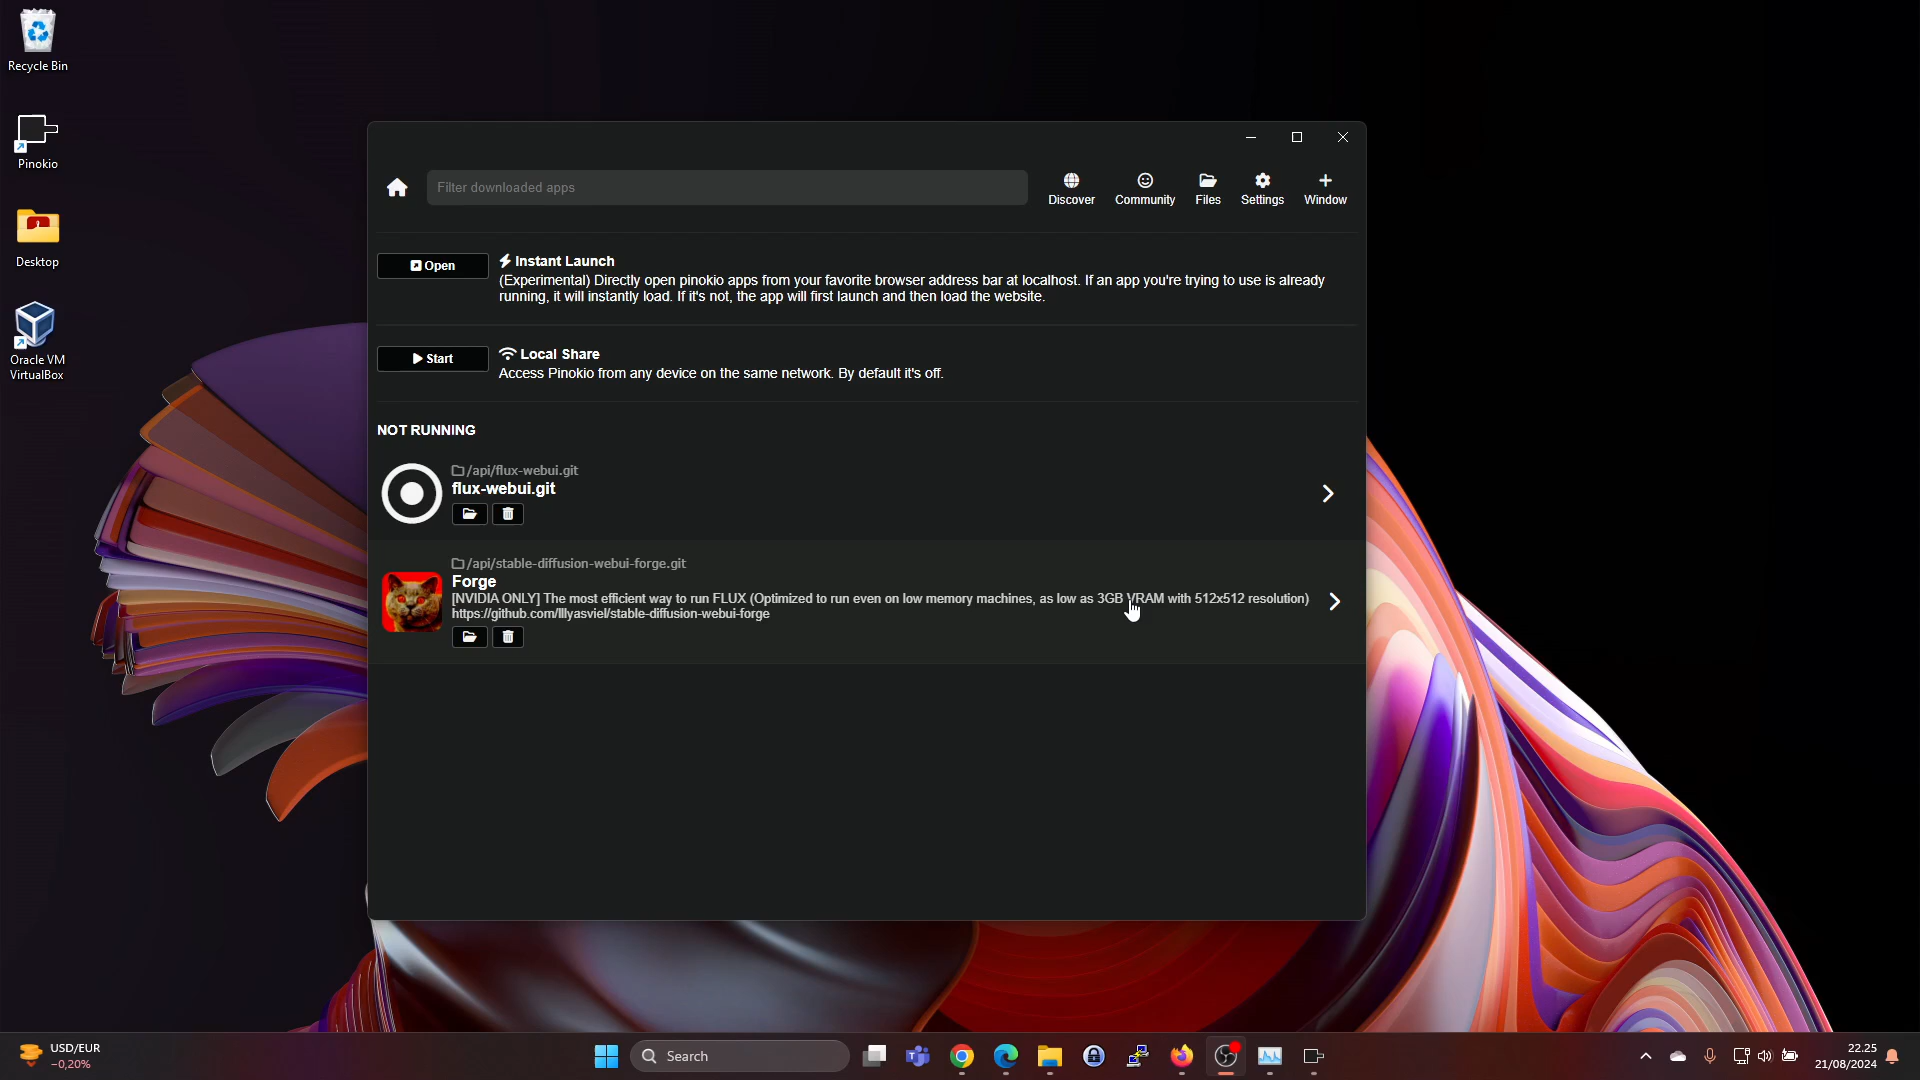 Recycle Bin
Pinokio
Desktop
Oracle VM
VirtualBox
Filter downloaded apps
Discover
Community
Files
Settings
Window
Open
Instant Launch
(Experimental) Directly open pinokio apps from your favorite browser address bar at localhost. If an app you're trying to use is already
running, it will instantly load. If it's not, the app will first launch and then load the website.
Start
Local Share
Access Pinokio from any device on the same network. By default it's off.
NOT RUNNING
/api/flux-webui.git
flux-webui.git
/api/stable-diffusion-webui-forge.git
Forge
[NVIDIA ONLY] The most efficient way to run FLUX (Optimized to run even on low memory machines, as low as 3GB VRAM with 512x512 resolution)
https://github.com/lllyasviel/stable-diffusion-webui-forge
USD/EUR
−0,20%
Search
22.25
21/08/2024